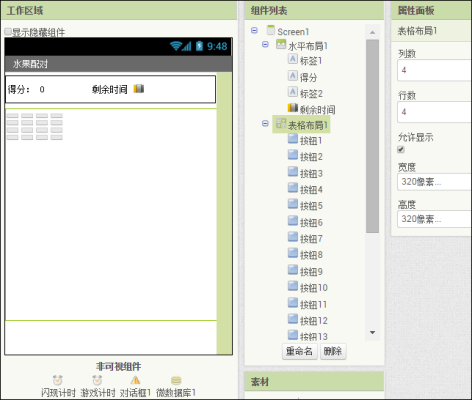 工作区域
显示隐藏组件
9:48
水果配对
得分: 0 剩余时间
非可视组件
闪现计时 游戏计时 对话框1 微数据库1
组件列表
Screen1
水平布局1
标签1
得分
标签2
剩余时间
表格布局1
按钮1
按钮2
按钮3
按钮4
按钮5
按钮6
按钮7
按钮8
按钮9
按钮10
按钮11
按钮12
按钮13
重命名 删除
素材
属性面板
表格布局1
列数
4
行数
4
允许显示
宽度
320像素...
高度
320像素...